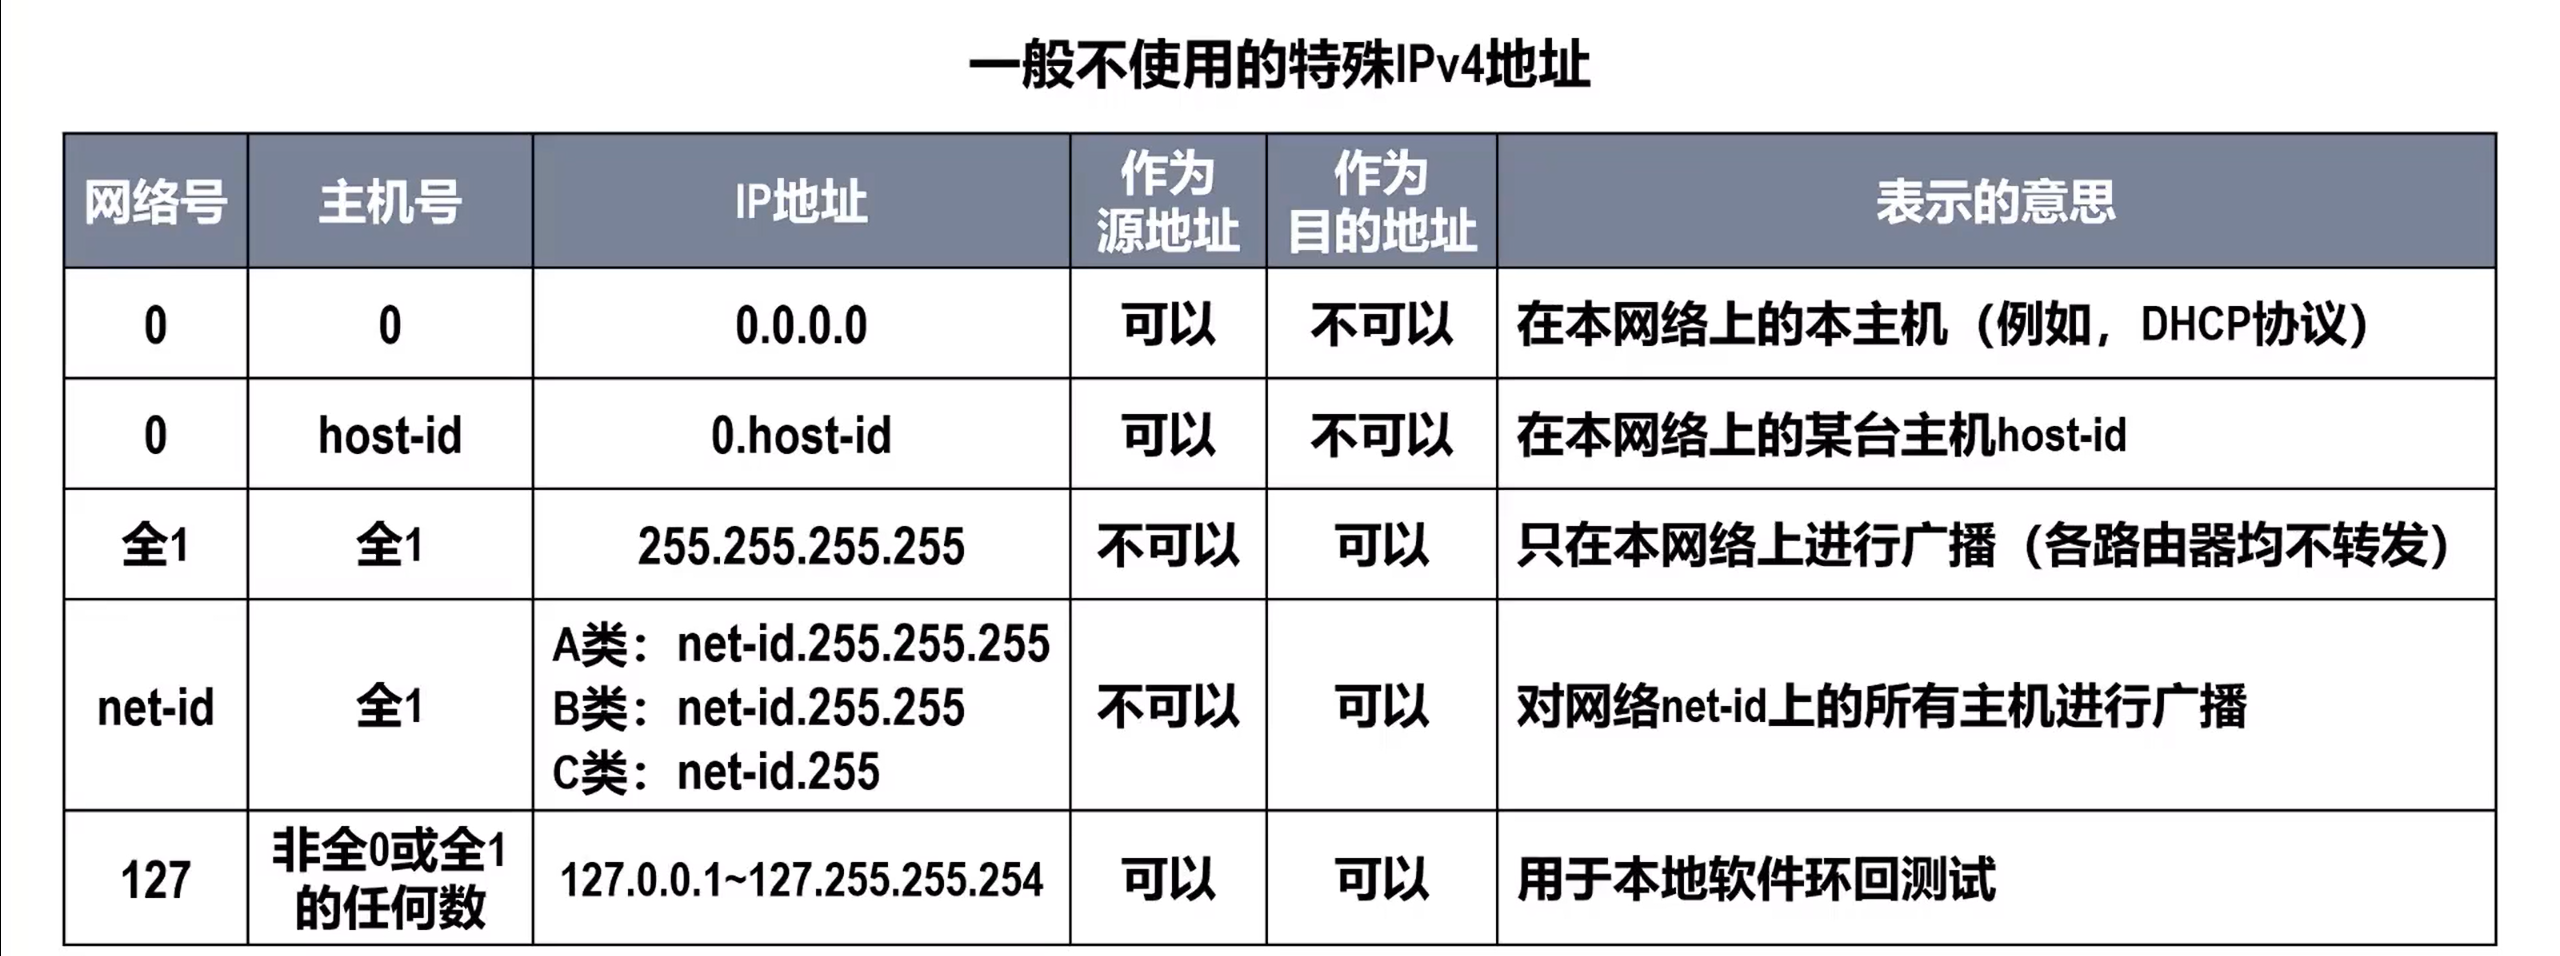 一般不使用的特殊IPv4地址
网络号
主机号
IP地址
作为
源地址
作为
目的地址
表示的意思
0
0
0.0.0.0
可以
不可以
在本网络上的本主机（例如，DHCP协议）
0
host-id
0.host-id
可以
不可以
在本网络上的某台主机host-id
全1
全1
255.255.255.255
不可以
可以
只在本网络上进行广播（各路由器均不转发）
net-id
全1
A类：net-id.255.255.255
B类：net-id.255.255
C类：net-id.255
不可以
可以
对网络net-id上的所有主机进行广播
127
非全0或全1
的任何数
127.0.0.1~127.255.255.254
可以
可以
用于本地软件环回测试